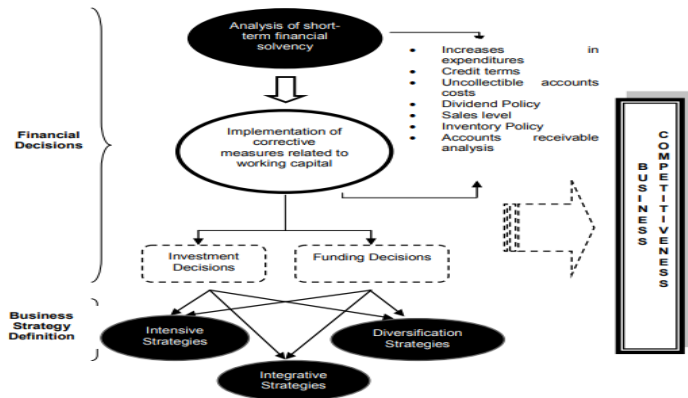 Analysis of short-
term financial
solvency
• Increases in
expenditures
• Credit terms
• Uncollectible accounts
costs
• Dividend Policy
• Sales level
• Inventory Policy
• Accounts receivable
analysis
Financial
Decisions
Implementation of
corrective
measures related to
working capital
BUSINESS
COMPETITIVENESS
Investment
Decisions
Funding Decisions
Business
Strategy
Definition
Intensive
Strategies
Diversification
Strategies
Integrative
Strategies